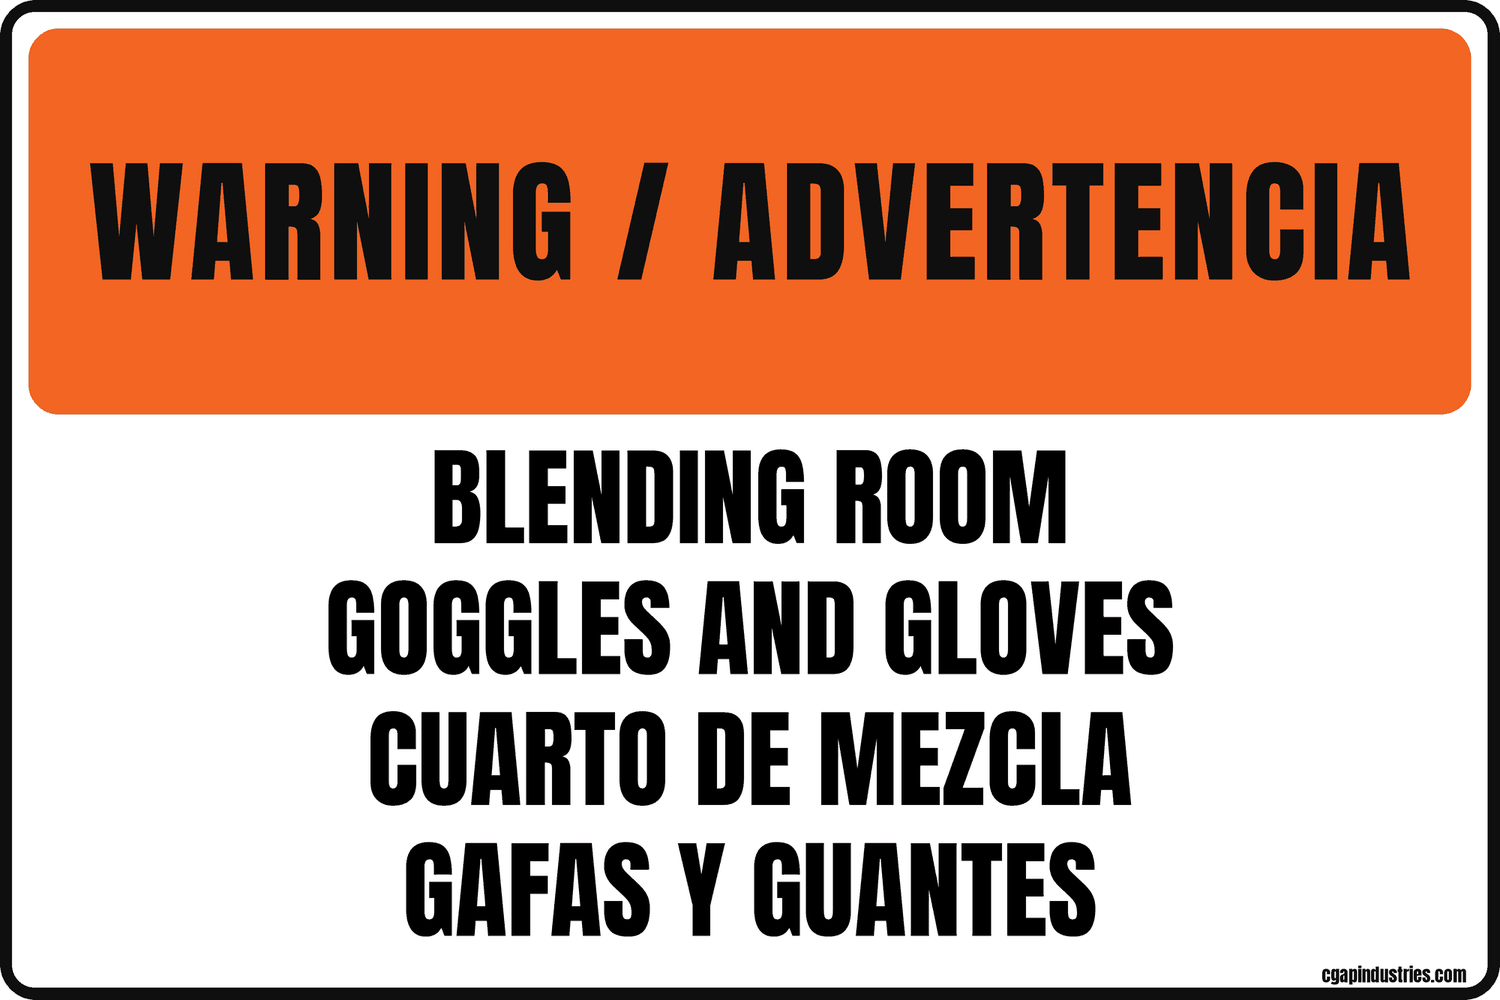 WARNING / ADVERTENCIA
BLENDING ROOM
GOGGLES AND GLOVES
CUARTO DE MEZCLA
GAFAS Y GUANTES
cgapindustries.com